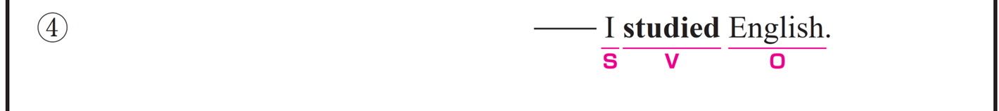 ④ —— I studied English.
S V O